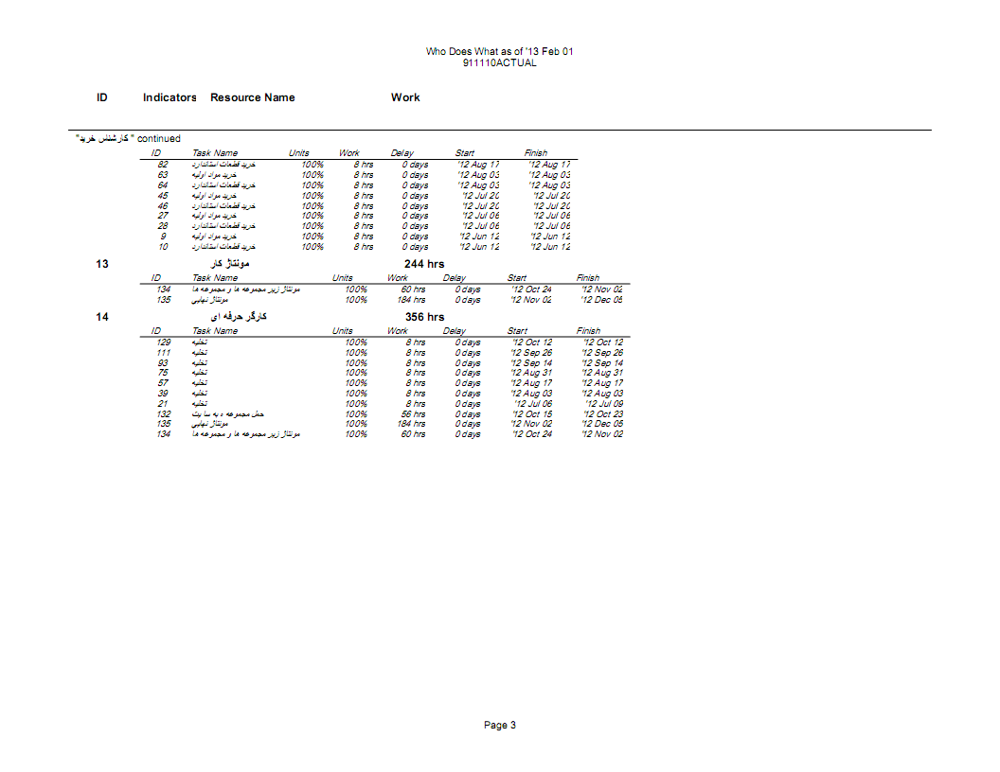 Who Does What as of '13 Feb 01
911110ACTUAL
ID Indicators Resource Name Work
"کارشناس خرید" continued
ID Task Name Units Work Delay Start Finish
82 خرید قطعات استاندارد 100% 8 hrs 0 days '12 Aug 17 '12 Aug 17
63 خرید مواد اولیه 100% 8 hrs 0 days '12 Aug 03 '12 Aug 03
64 خرید قطعات استاندارد 100% 8 hrs 0 days '12 Aug 03 '12 Aug 03
45 خرید مواد اولیه 100% 8 hrs 0 days '12 Jul 20 '12 Jul 20
46 خرید قطعات استاندارد 100% 8 hrs 0 days '12 Jul 20 '12 Jul 20
27 خرید مواد اولیه 100% 8 hrs 0 days '12 Jul 06 '12 Jul 06
28 خرید قطعات استاندارد 100% 8 hrs 0 days '12 Jul 06 '12 Jul 06
9 خرید مواد اولیه 100% 8 hrs 0 days '12 Jun 12 '12 Jun 12
10 خرید قطعات استاندارد 100% 8 hrs 0 days '12 Jun 12 '12 Jun 12
13 مونتاژ کار 244 hrs
ID Task Name Units Work Delay Start Finish
134 مونتاژ زیر مجموعه ها و مجموعه ها 100% 60 hrs 0 days '12 Oct 24 '12 Nov 02
135 مونتاژ نهایی 100% 184 hrs 0 days '12 Nov 02 '12 Dec 05
14 کارگر حرفه ای 356 hrs
ID Task Name Units Work Delay Start Finish
129 تخلیه 100% 8 hrs 0 days '12 Oct 12 '12 Oct 12
111 تخلیه 100% 8 hrs 0 days '12 Sep 26 '12 Sep 26
93 تخلیه 100% 8 hrs 0 days '12 Sep 14 '12 Sep 14
75 تخلیه 100% 8 hrs 0 days '12 Aug 31 '12 Aug 31
57 تخلیه 100% 8 hrs 0 days '12 Aug 17 '12 Aug 17
39 تخلیه 100% 8 hrs 0 days '12 Aug 03 '12 Aug 03
21 تخلیه 100% 8 hrs 0 days '12 Jul 06 '12 Jul 09
132 حمل مجموعه ه به سا یت 100% 56 hrs 0 days '12 Oct 15 '12 Oct 23
135 مونتاژ نهایی 100% 184 hrs 0 days '12 Nov 02 '12 Dec 05
134 مونتاژ زیر مجموعه ها و مجموعه ها 100% 60 hrs 0 days '12 Oct 24 '12 Nov 02
Page 3